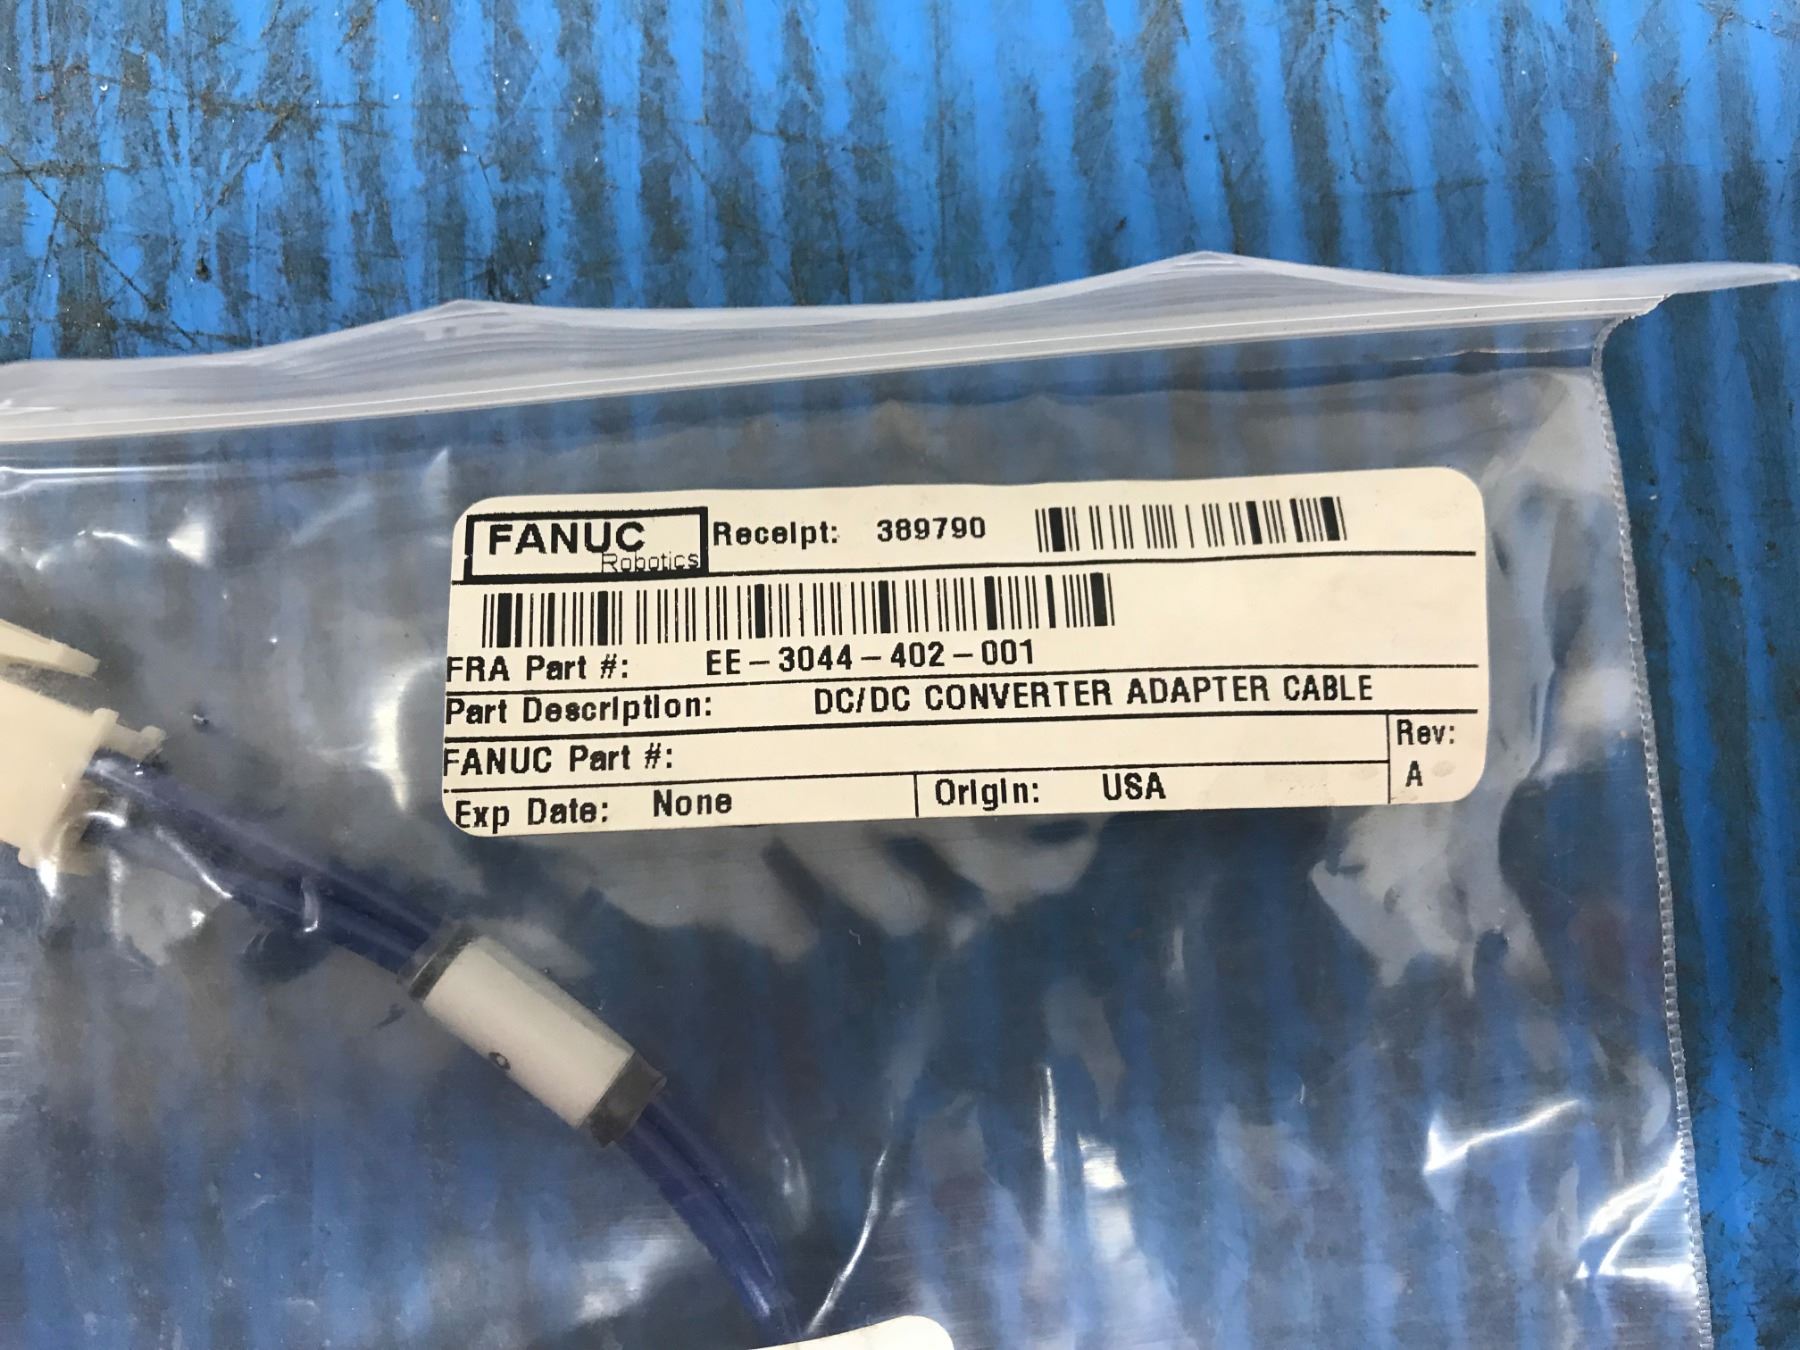 FANUC
Robotics
Receipt: 389790
FRA Part #: EE-3044-402-001
Part Description: DC/DC CONVERTER ADAPTER CABLE
FANUC Part #:
Rev:
A
Exp Date: None
Origin: USA